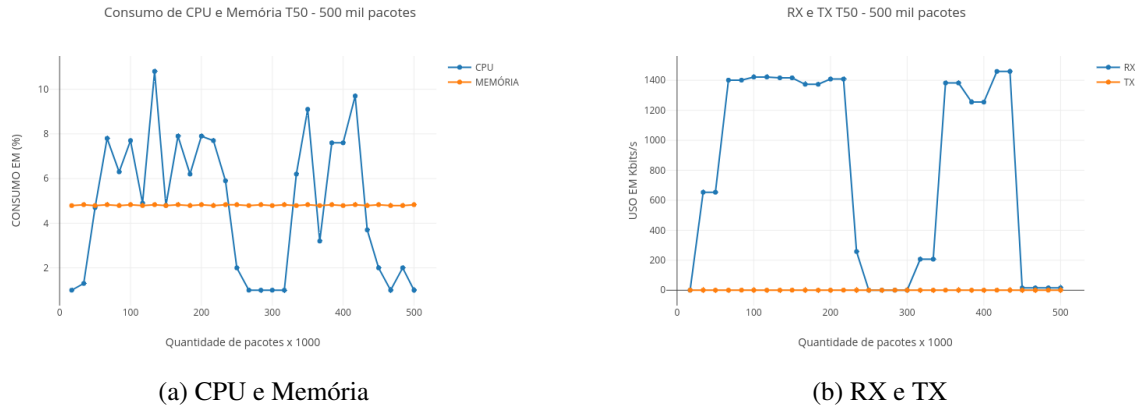 Consumo de CPU e Memória T50 - 500 mil pacotes
CPU
MEMÓRIA
CONSUMO EM (%)
10
8
6
4
2
0 100 200 300 400 500
Quantidade de pacotes x 1000
(a) CPU e Memória
RX e TX T50 - 500 mil pacotes
RX
TX
USO EM Kbits/s
1400
1200
1000
800
600
400
200
0
0 100 200 300 400 500
Quantidade de pacotes x 1000
(b) RX e TX